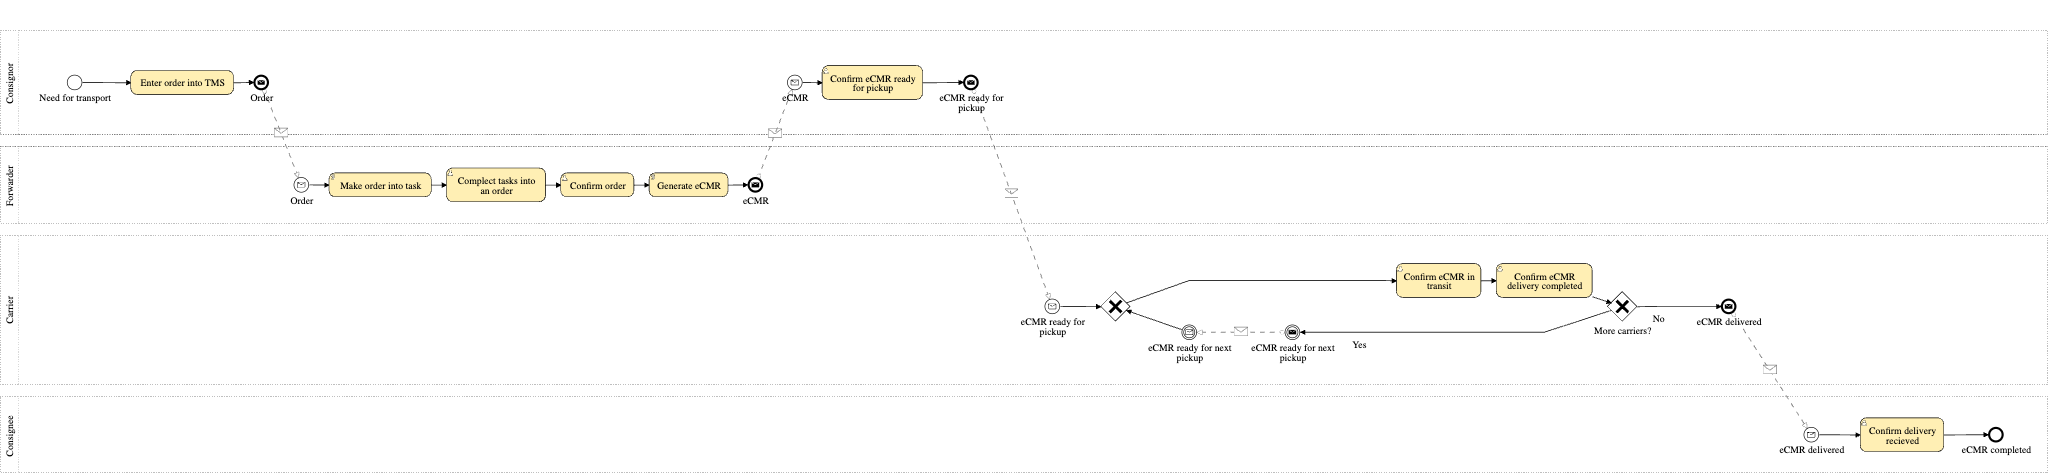 Consignor
Need for transport
Enter order into TMS
Order
eCMR
Confirm eCMR ready
for pickup
eCMR ready for
pickup
Forwarder
Order
Make order into task
Complect tasks into
an order
Confirm order
Generate eCMR
eCMR
Carrier
eCMR ready for
pickup
Confirm eCMR in
transit
Confirm eCMR
delivery completed
eCMR ready for next
pickup
eCMR ready for next
pickup
Yes
More carriers?
No
eCMR delivered
Consignee
eCMR delivered
Confirm delivery
recieved
eCMR completed